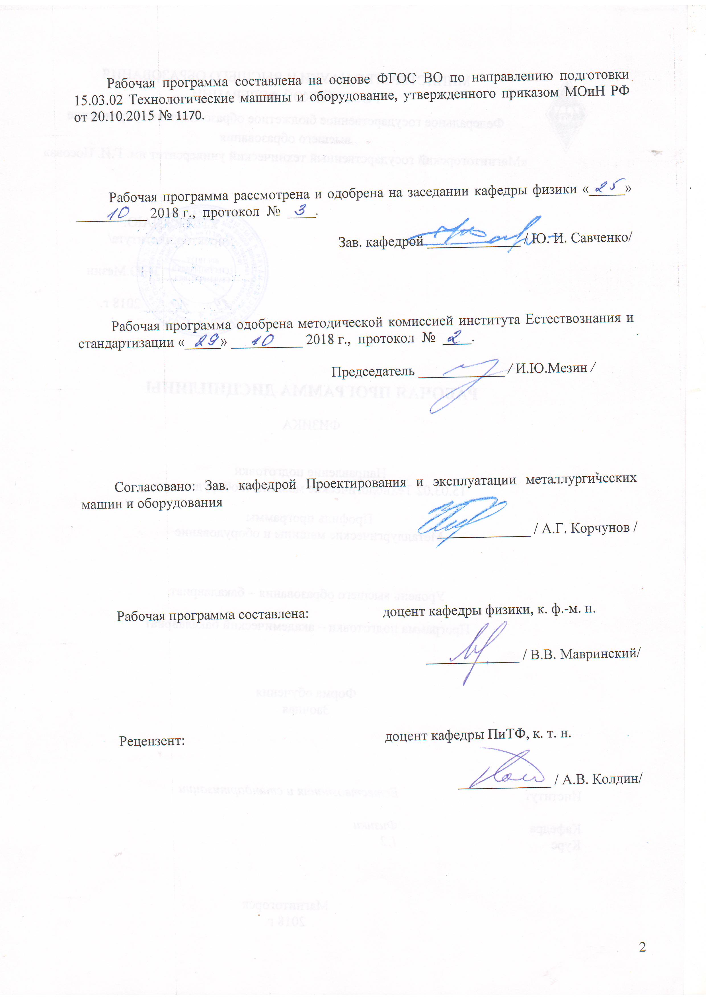 Рабочая программа составлена на основе ФГОС ВО по направлению подготовки
15.03.02 Технологические машины и оборудование, утвержденного приказом МОиН РФ
от 20.10.2015 № 1170.
Рабочая программа рассмотрена и одобрена на заседании кафедры физики «25»
10 2018 г., протокол № 3.
Зав. кафедрой / Ю. И. Савченко/
Рабочая программа одобрена методической комиссией института Естествознания и
стандартизации «29» 10 2018 г., протокол № 2.
Председатель / И.Ю.Мезин /
Согласовано: Зав. кафедрой Проектирования и эксплуатации металлургических
машин и оборудования
/ А.Г. Корчунов /
Рабочая программа составлена: доцент кафедры физики, к. ф.-м. н.
/ В.В. Мавринский/
Рецензент: доцент кафедры ПиТФ, к. т. н.
/ А.В. Колдин/
2